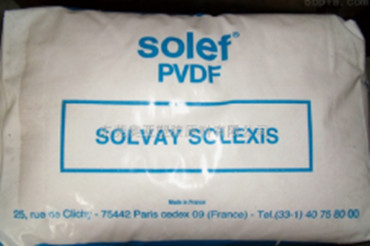 solef®
PVDF
SOLVAY SCLEXIS
Made in France
25, rue de Clichy - 75442 Paris cedex 09 (France) - Tel.(33-1) 40 75 80 00